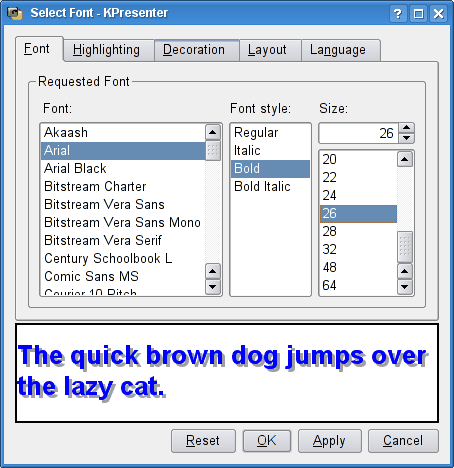 Select Font - KPresenter
Font Highlighting Decoration Layout Language
Requested Font
Font: Font style: Size:
Akaash Regular 26
Arial Italic 20
Arial Black Bold 22
Bitstream Charter Bold Italic 24
Bitstream Vera Sans 26
Bitstream Vera Sans Mono 28
Bitstream Vera Serif 32
Century Schoolbook L 48
Comic Sans MS 64
Courier 10 Pitch
The quick brown dog jumps over
the lazy cat.
Reset OK Apply Cancel